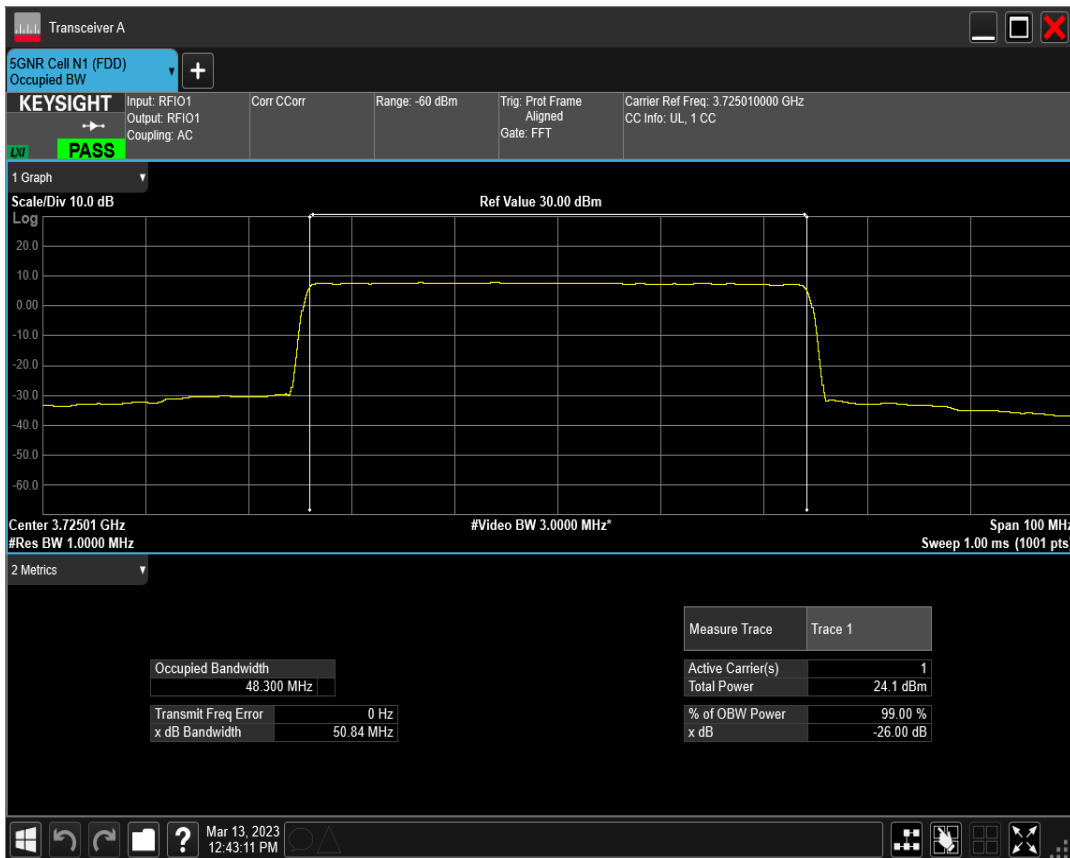 Transceiver A
5GNR Cell N1 (FDD)
Occupied BW
+
KEYSIGHT
LXI
PASS
Input: RFIO1
Output: RFIO1
Coupling: AC
Corr CCorr
Range: -60 dBm
Trig: Prot Frame
Aligned
Gate: FFT
Carrier Ref Freq: 3.725010000 GHz
CC Info: UL, 1 CC
1 Graph
Scale/Div 10.0 dB
Ref Value 30.00 dBm
Log
20.0
10.0
0.00
-10.0
-20.0
-30.0
-40.0
-50.0
-60.0
Center 3.72501 GHz
#Video BW 3.0000 MHz*
Span 100 MHz
#Res BW 1.0000 MHz
Sweep 1.00 ms (1001 pts)
2 Metrics
Measure Trace Trace 1
Occupied Bandwidth
48.300 MHz
Active Carrier(s) 1
Total Power 24.1 dBm
Transmit Freq Error 0 Hz
x dB Bandwidth 50.84 MHz
% of OBW Power 99.00 %
x dB -26.00 dB
?
Mar 13, 2023
12:43:11 PM